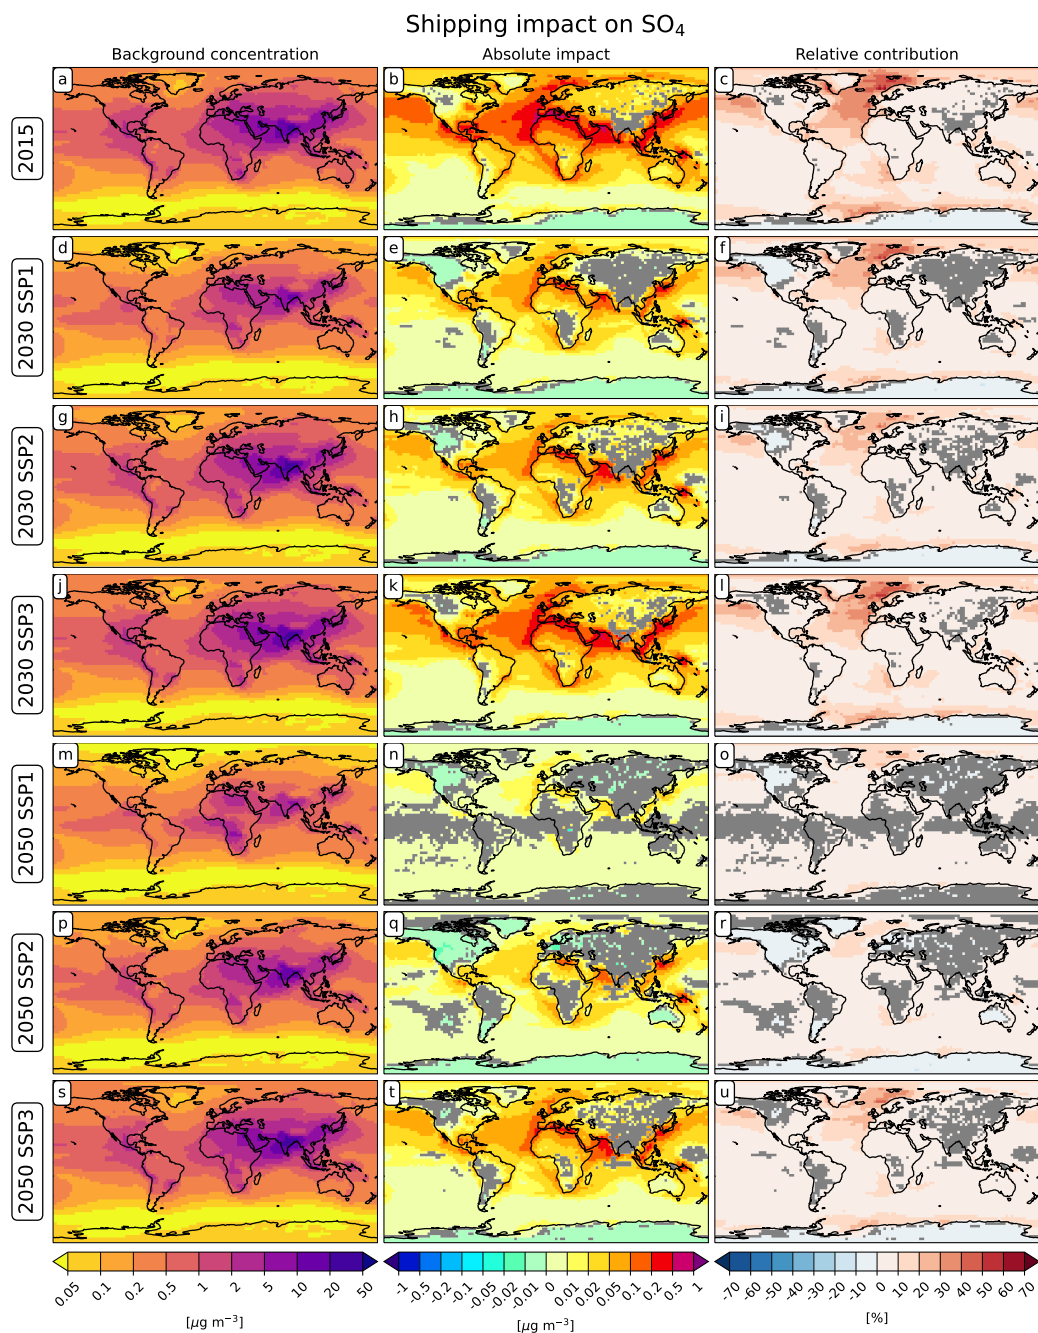 Shipping impact on SO₄
Background concentration Absolute impact Relative contribution
2015
a b c
2030 SSP1
d e f
2030 SSP2
g h i
2030 SSP3
j k l
2050 SSP1
m n o
2050 SSP2
p q r
2050 SSP3
s t u
0.05 0.1 0.2 0.5 1 2 5 10 20 50
[µg m⁻³]
-1 -0.5 -0.2 -0.1 -0.05 -0.02 -0.01 0 0.01 0.02 0.05 0.1 0.2 0.5 1
[µg m⁻³]
-70 -60 -50 -40 -30 -20 -10 0 10 20 30 40 50 60 70
[%]